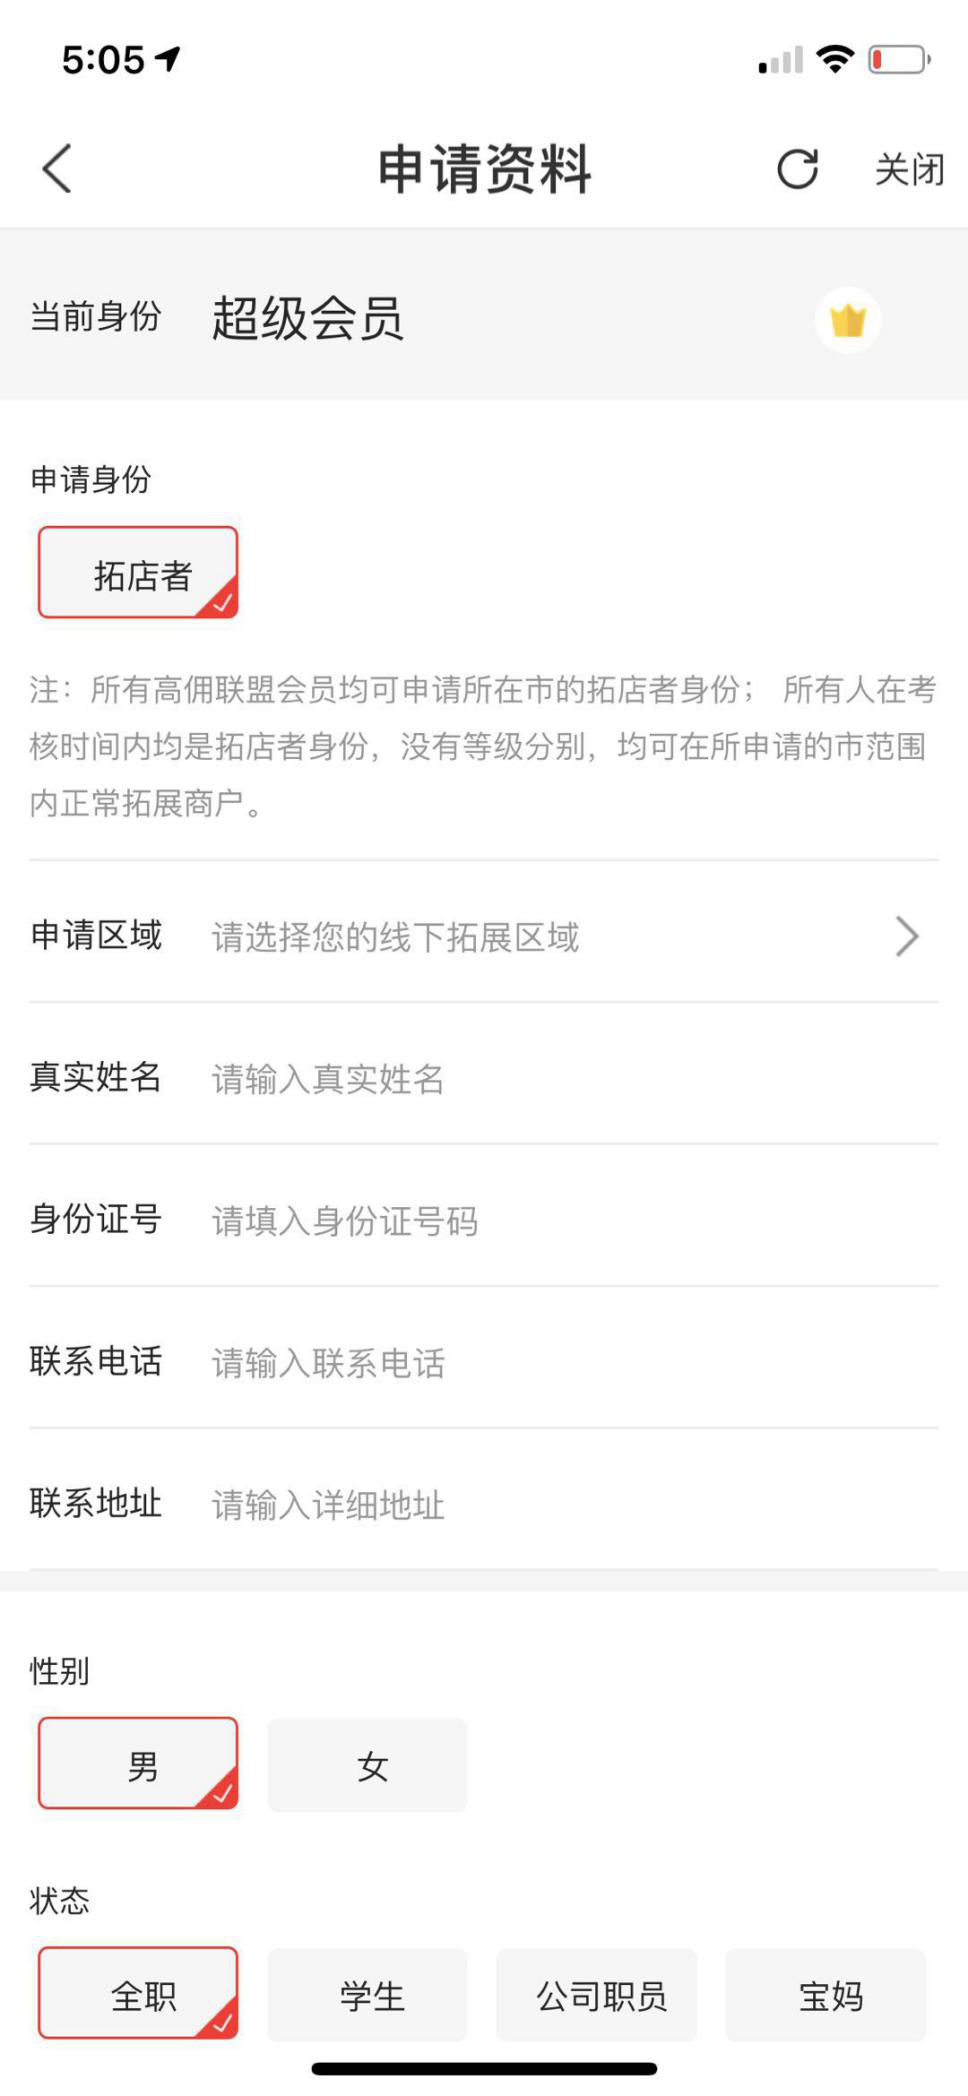 5:05
申请资料
关闭
当前身份 超级会员
申请身份
拓店者
注：所有高佣联盟会员均可申请所在市的拓店者身份； 所有人在考
核时间内均是拓店者身份，没有等级分别，均可在所申请的市范围
内正常拓展商户。
申请区域 请选择您的线下拓展区域
真实姓名 请输入真实姓名
身份证号 请填入身份证号码
联系电话 请输入联系电话
联系地址 请输入详细地址
性别
男 女
状态
全职 学生 公司职员 宝妈